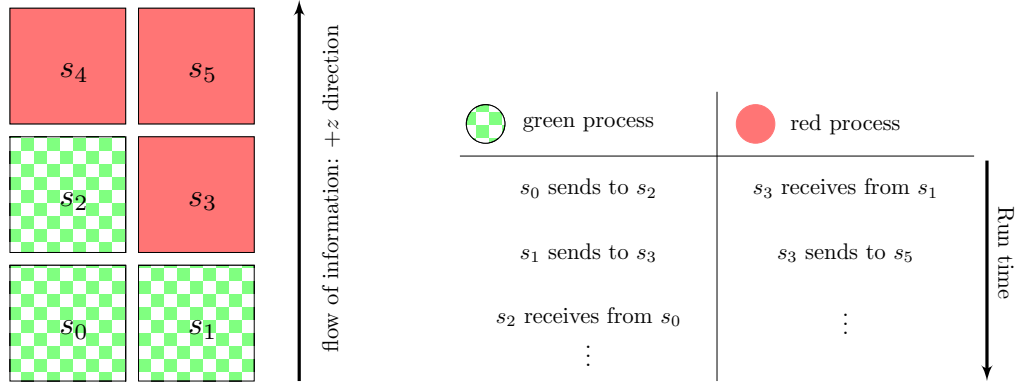 s₄ s₅
s₂ s₃
s₀ s₁
flow of information: +z direction
green process red process
s₀ sends to s₂ s₃ receives from s₁
s₁ sends to s₃ s₃ sends to s₅
s₂ receives from s₀ ⋮
⋮
Run time